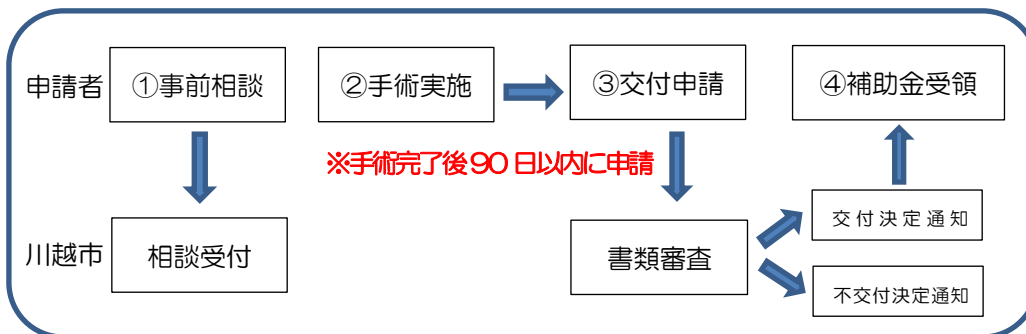 申請者
①事前相談
②手術実施
③交付申請
④補助金受領
※手術完了後90日以内に申請
川越市
相談受付
書類審査
交付決定通知
不交付決定通知